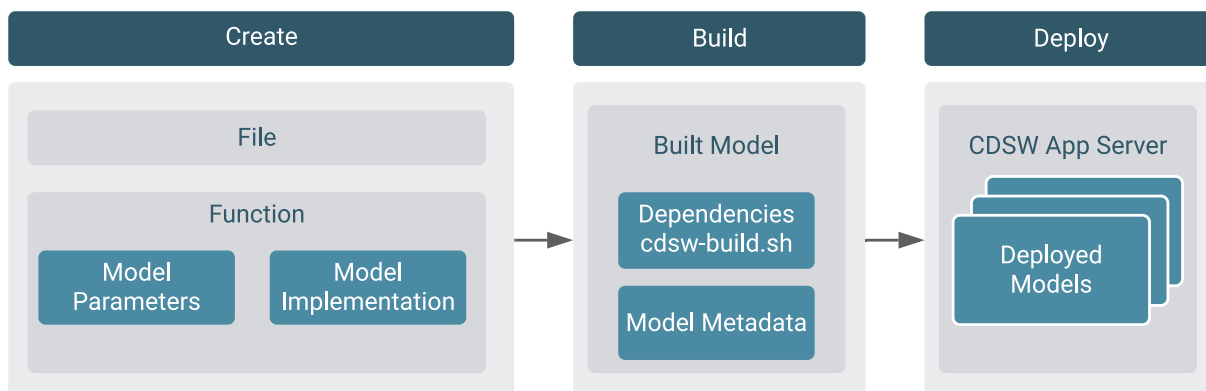 Create
File
Function
Model
Parameters
Model
Implementation
Build
Built Model
Dependencies
cdsw-build.sh
Model Metadata
Deploy
CDSW App Server
Deployed
Models